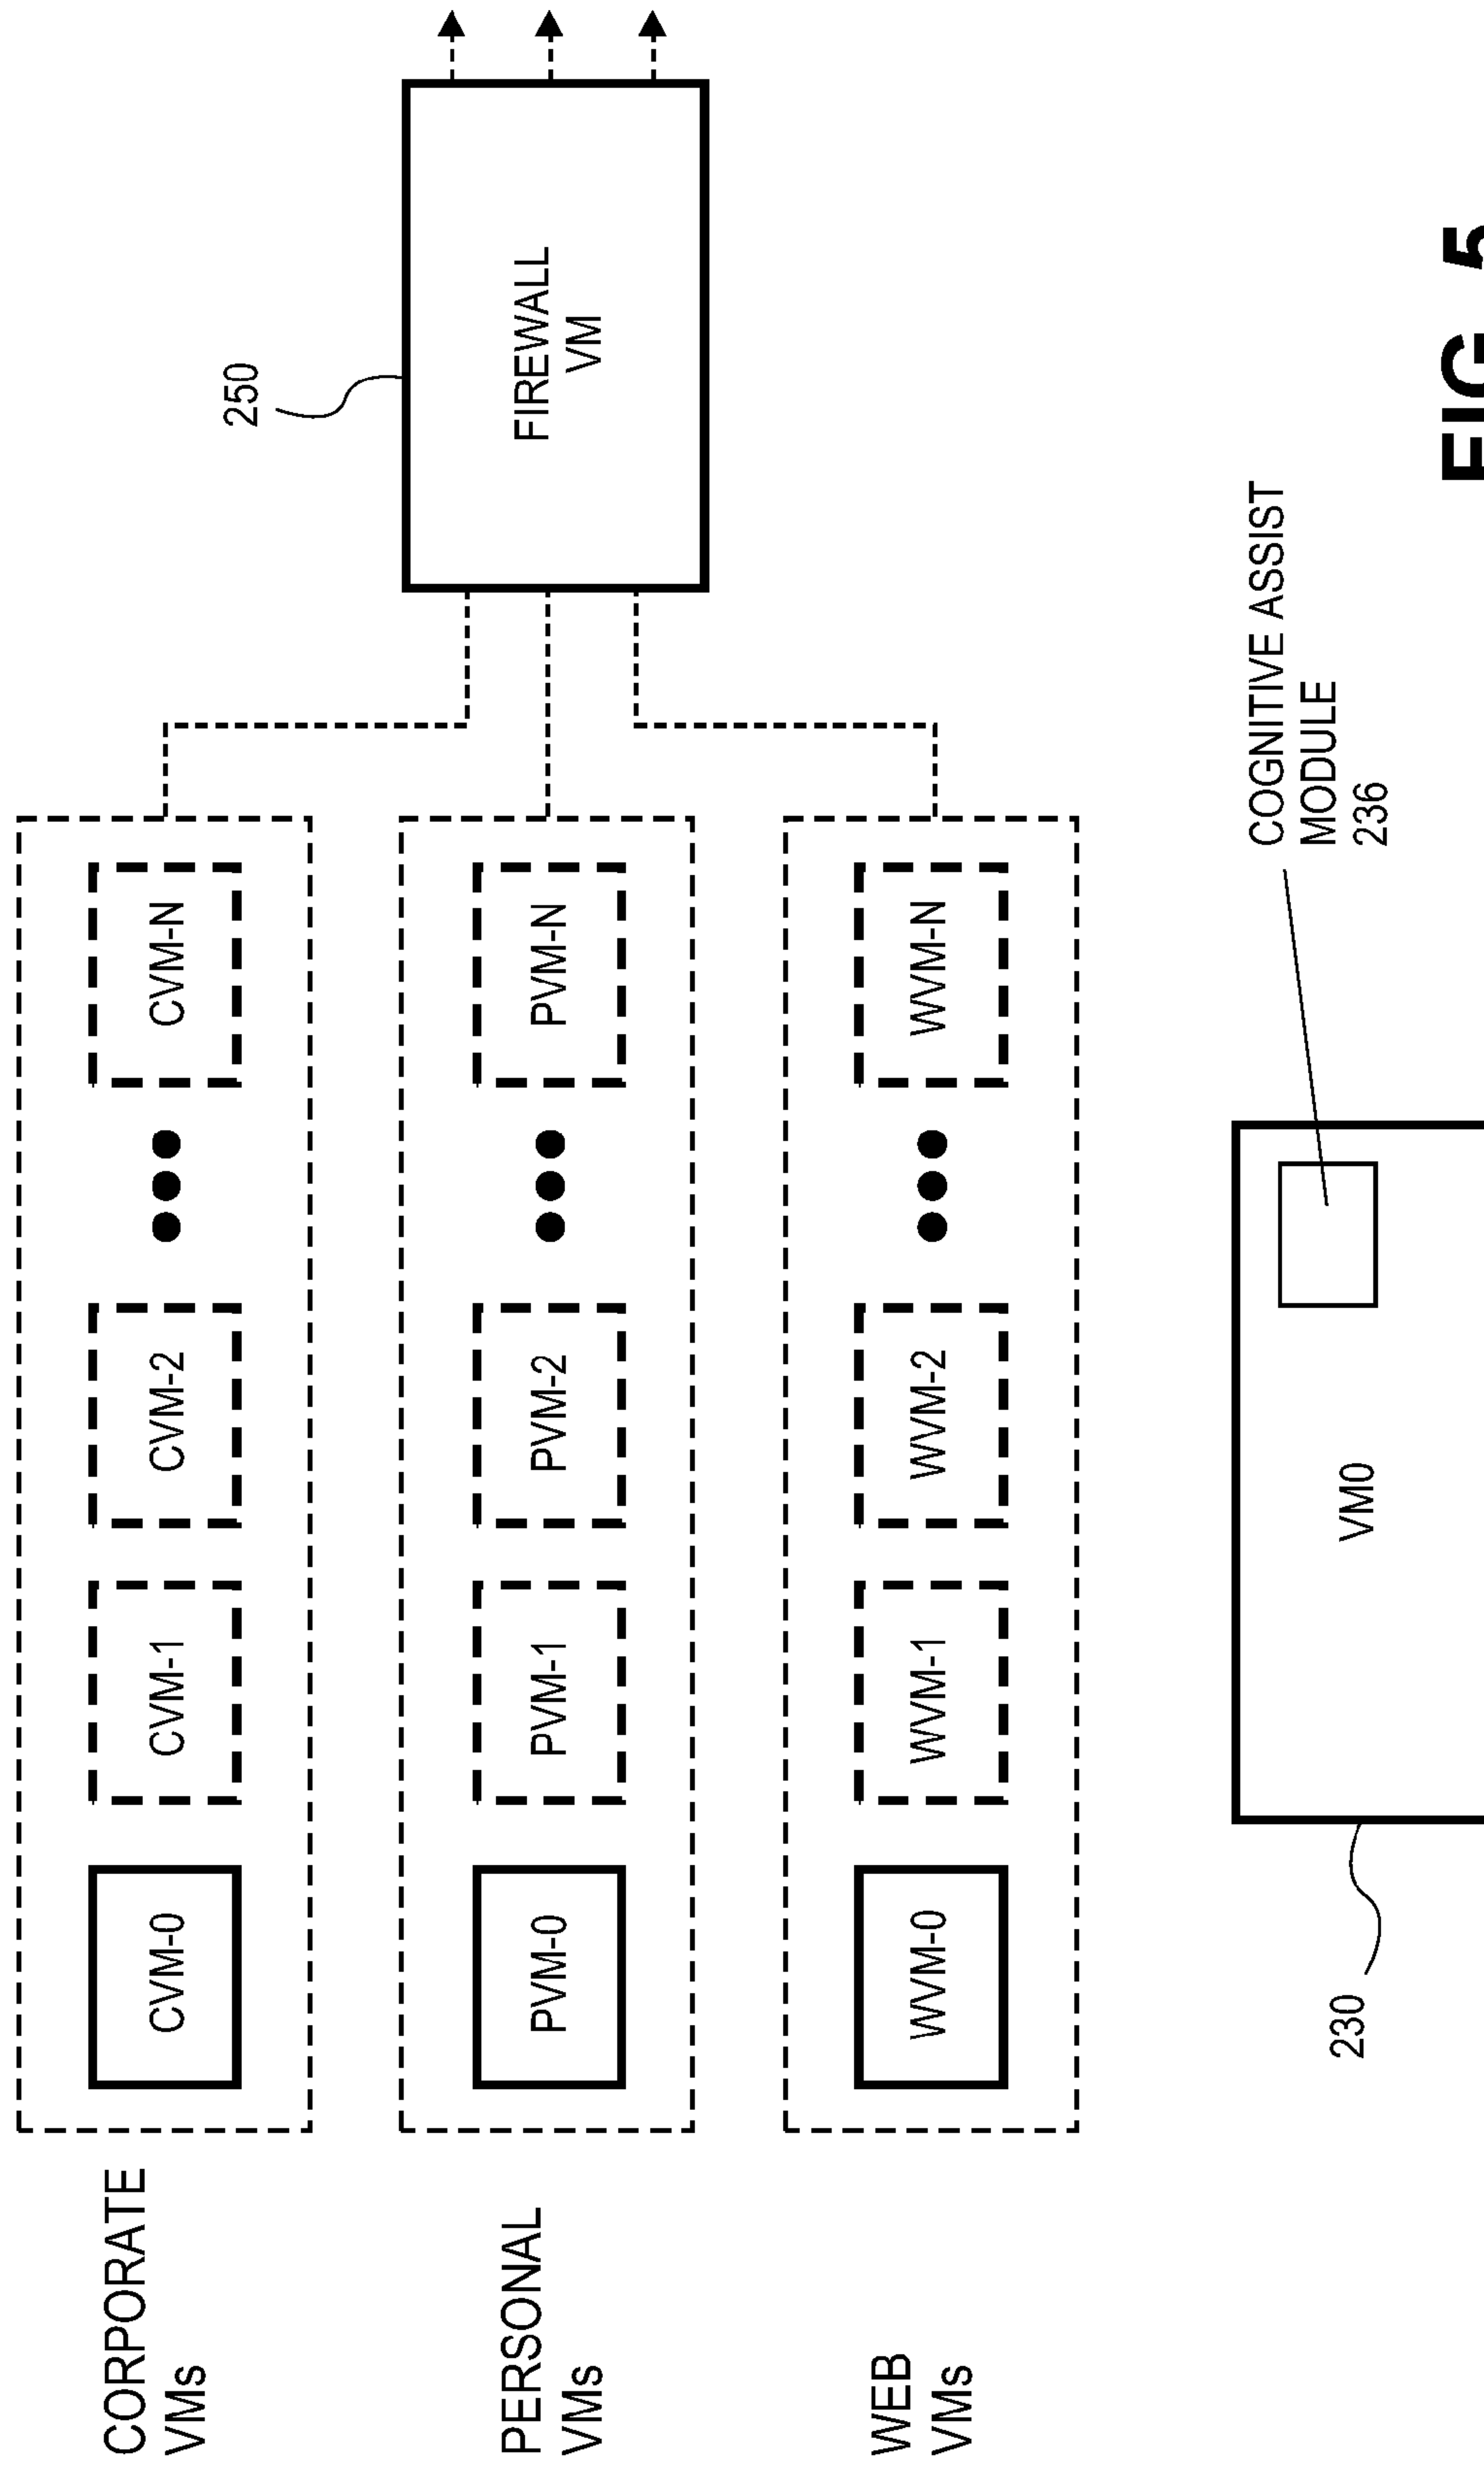 CORPORATE
VMs
CVM-0
CVM-1
CVM-2
CVM-N
PERSONAL
VMs
PVM-0
PVM-1
PVM-2
PVM-N
WEB
VMs
WVM-0
WVM-1
WVM-2
WVM-N
250
FIREWALL
VM
230
VM0
COGNITIVE ASSIST
MODULE
236
FIG. 5